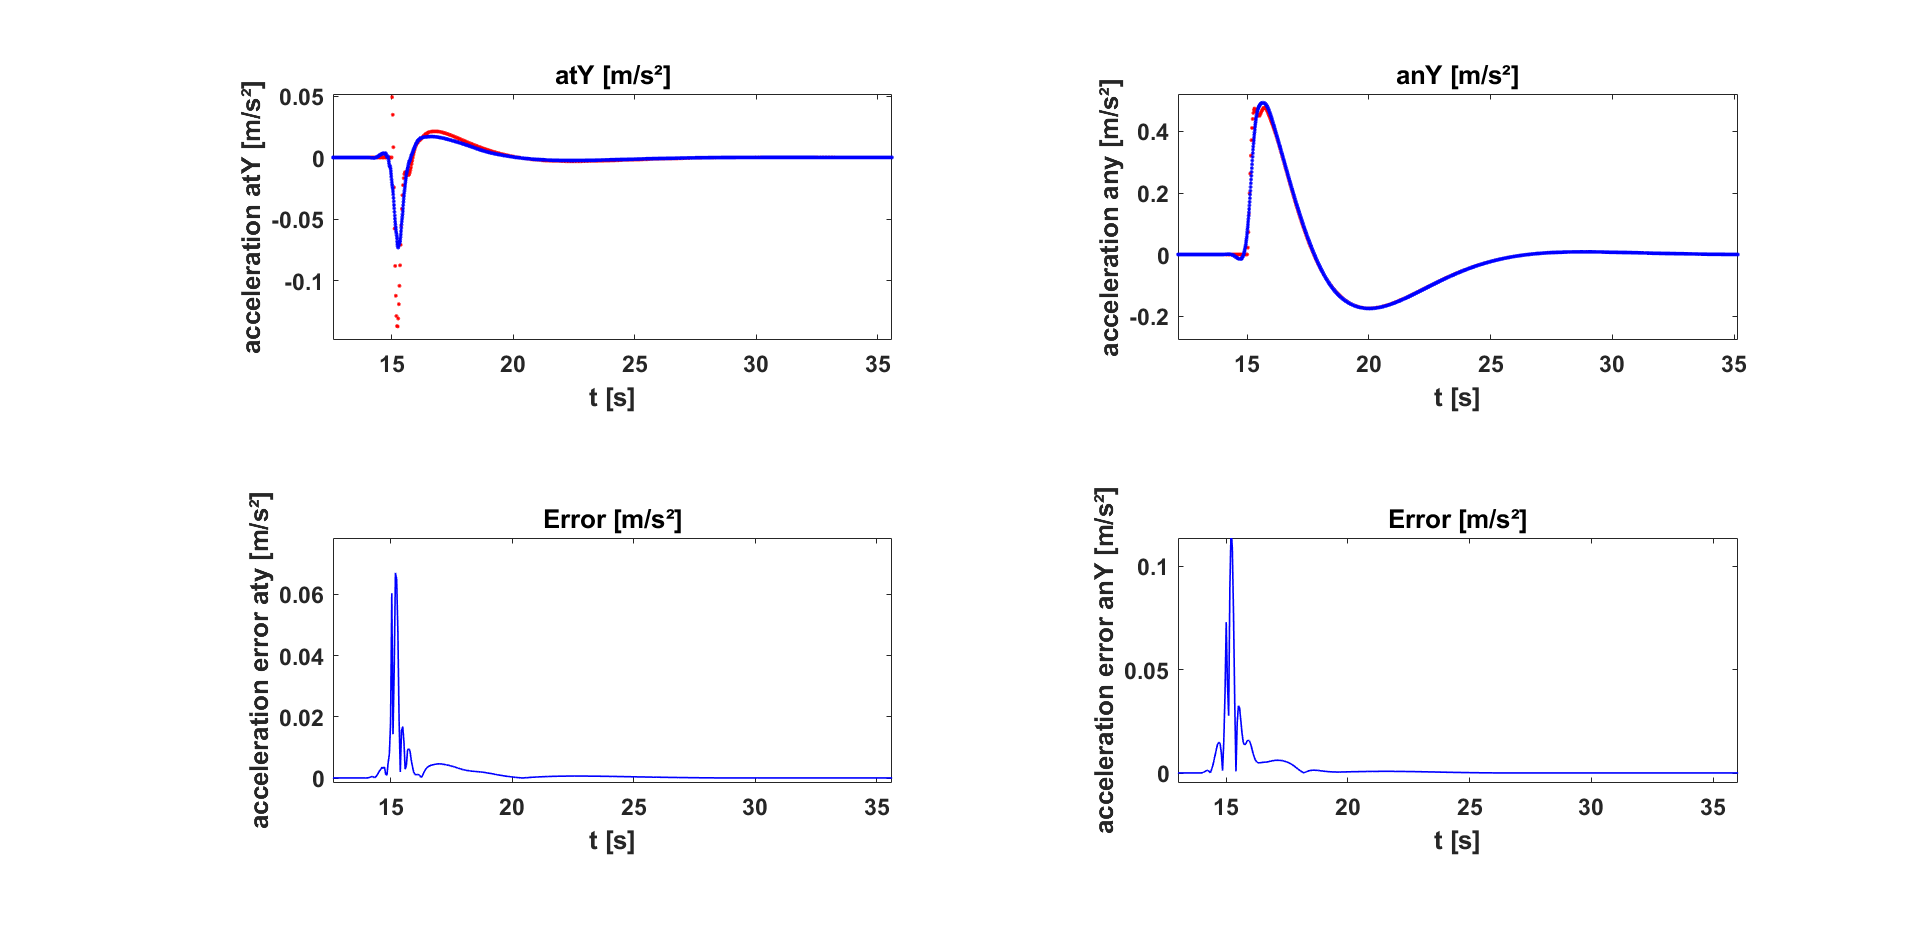 atY [m/s²]
acceleration atY [m/s²]
0.05
0
-0.05
-0.1
15 20 25 30 35
t [s]
anY [m/s²]
acceleration any [m/s²]
0.4
0.2
0
-0.2
15 20 25 30 35
t [s]
Error [m/s²]
acceleration error aty [m/s²]
0.06
0.04
0.02
0
15 20 25 30 35
t [s]
Error [m/s²]
acceleration error anY [m/s²]
0.1
0.05
0
15 20 25 30 35
t [s]